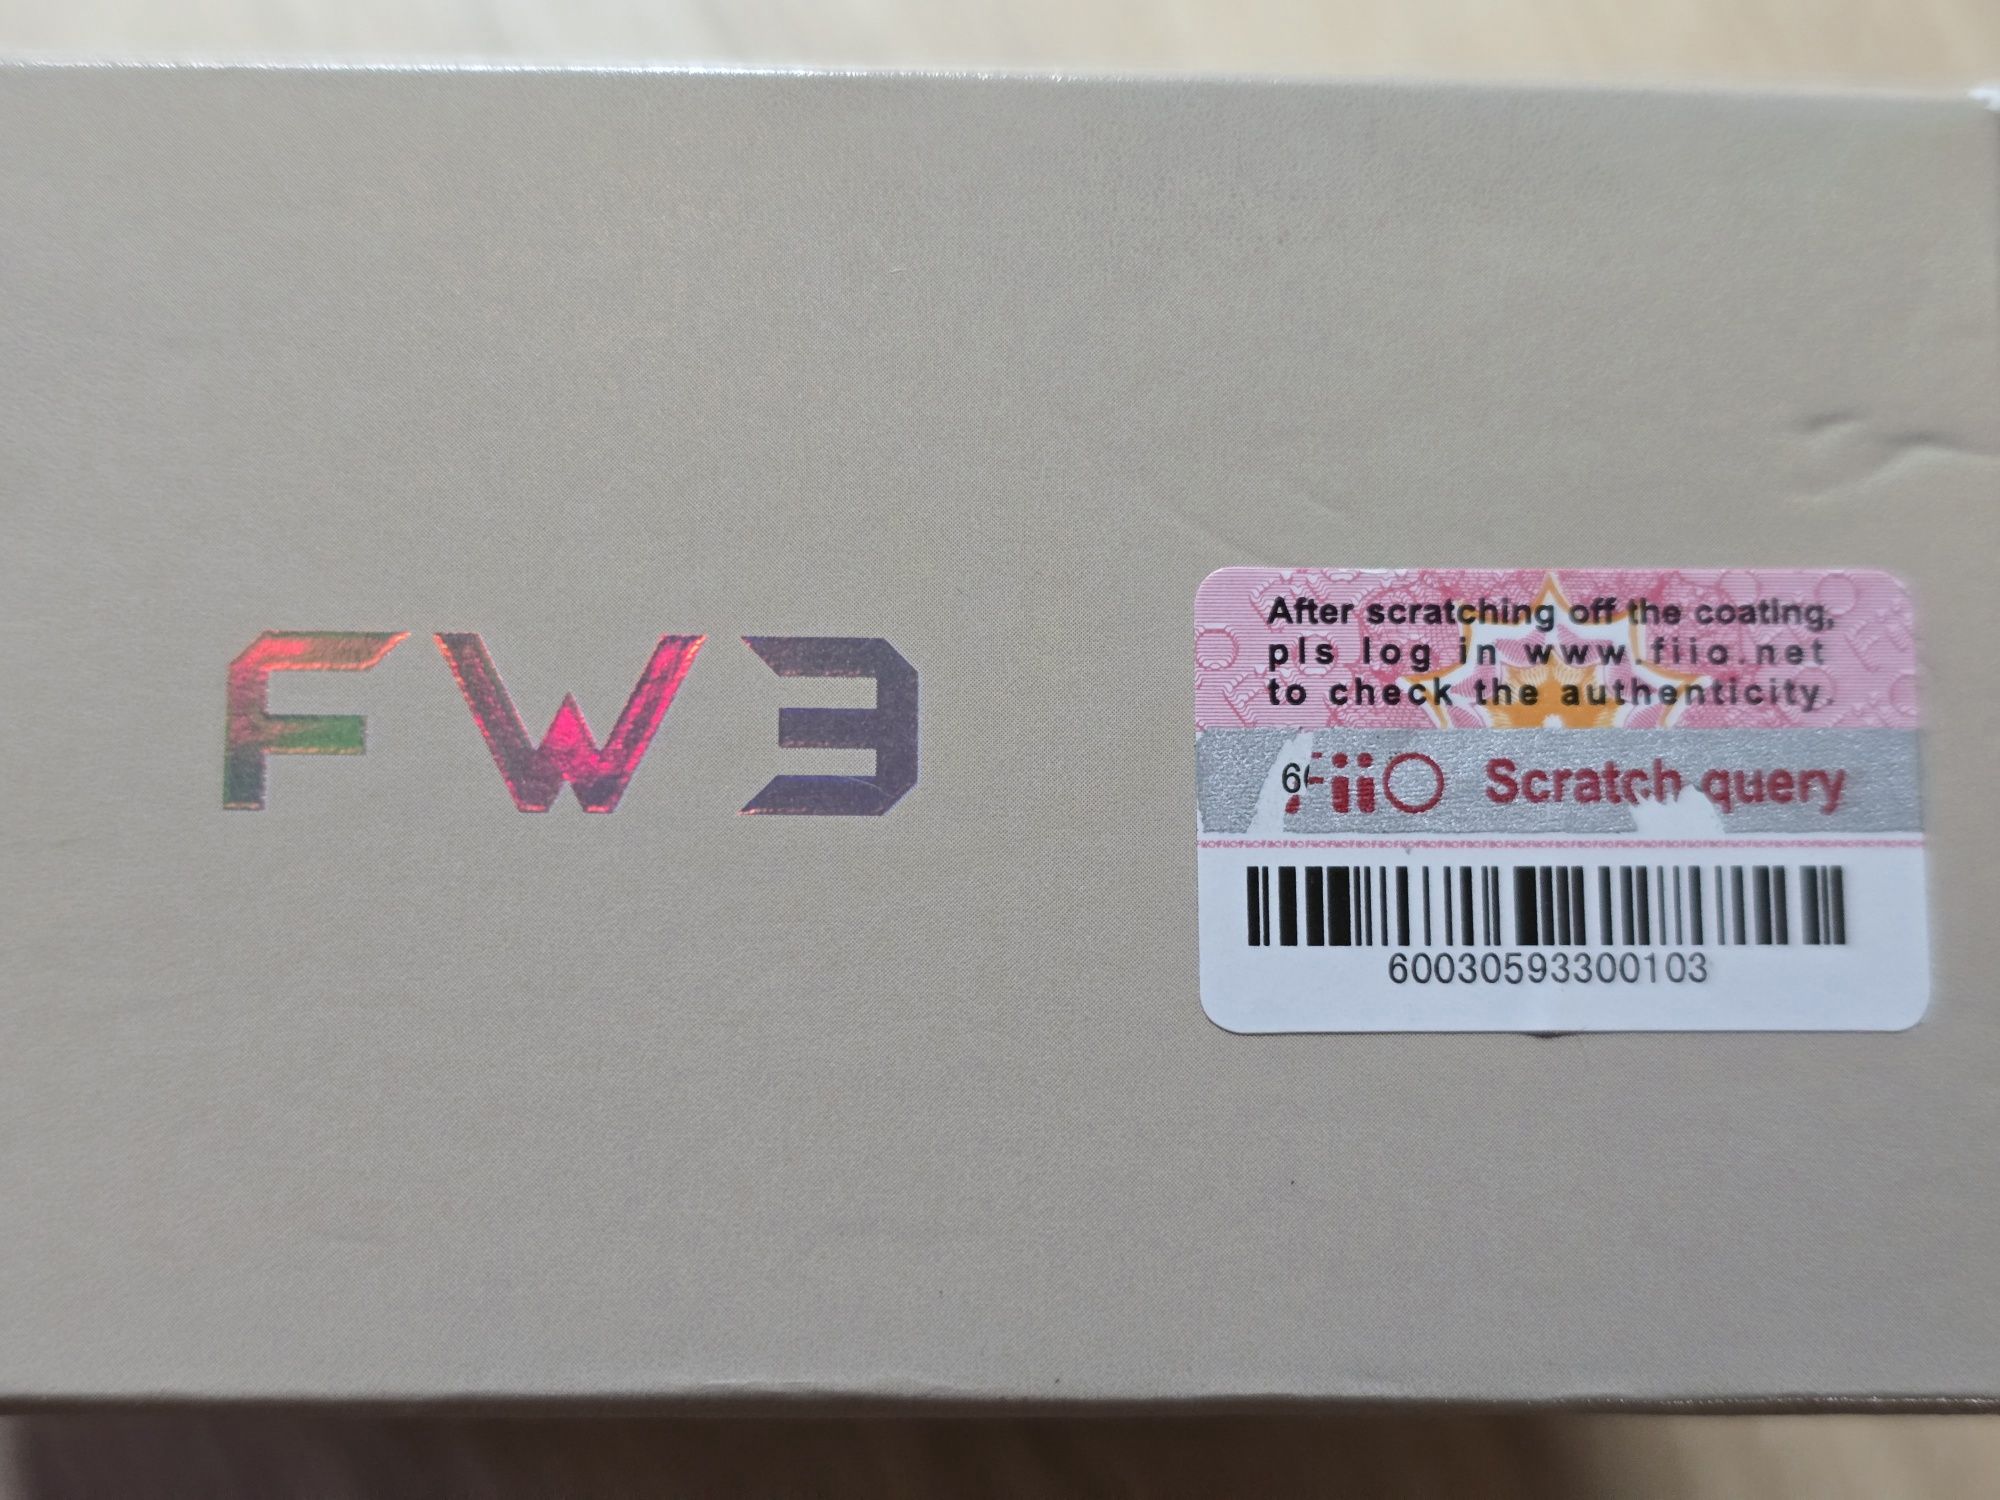 FW3
After scratching off the coating,
pls log in www.fiio.net
to check the authenticity.
FiiO Scratch query
60030593300103